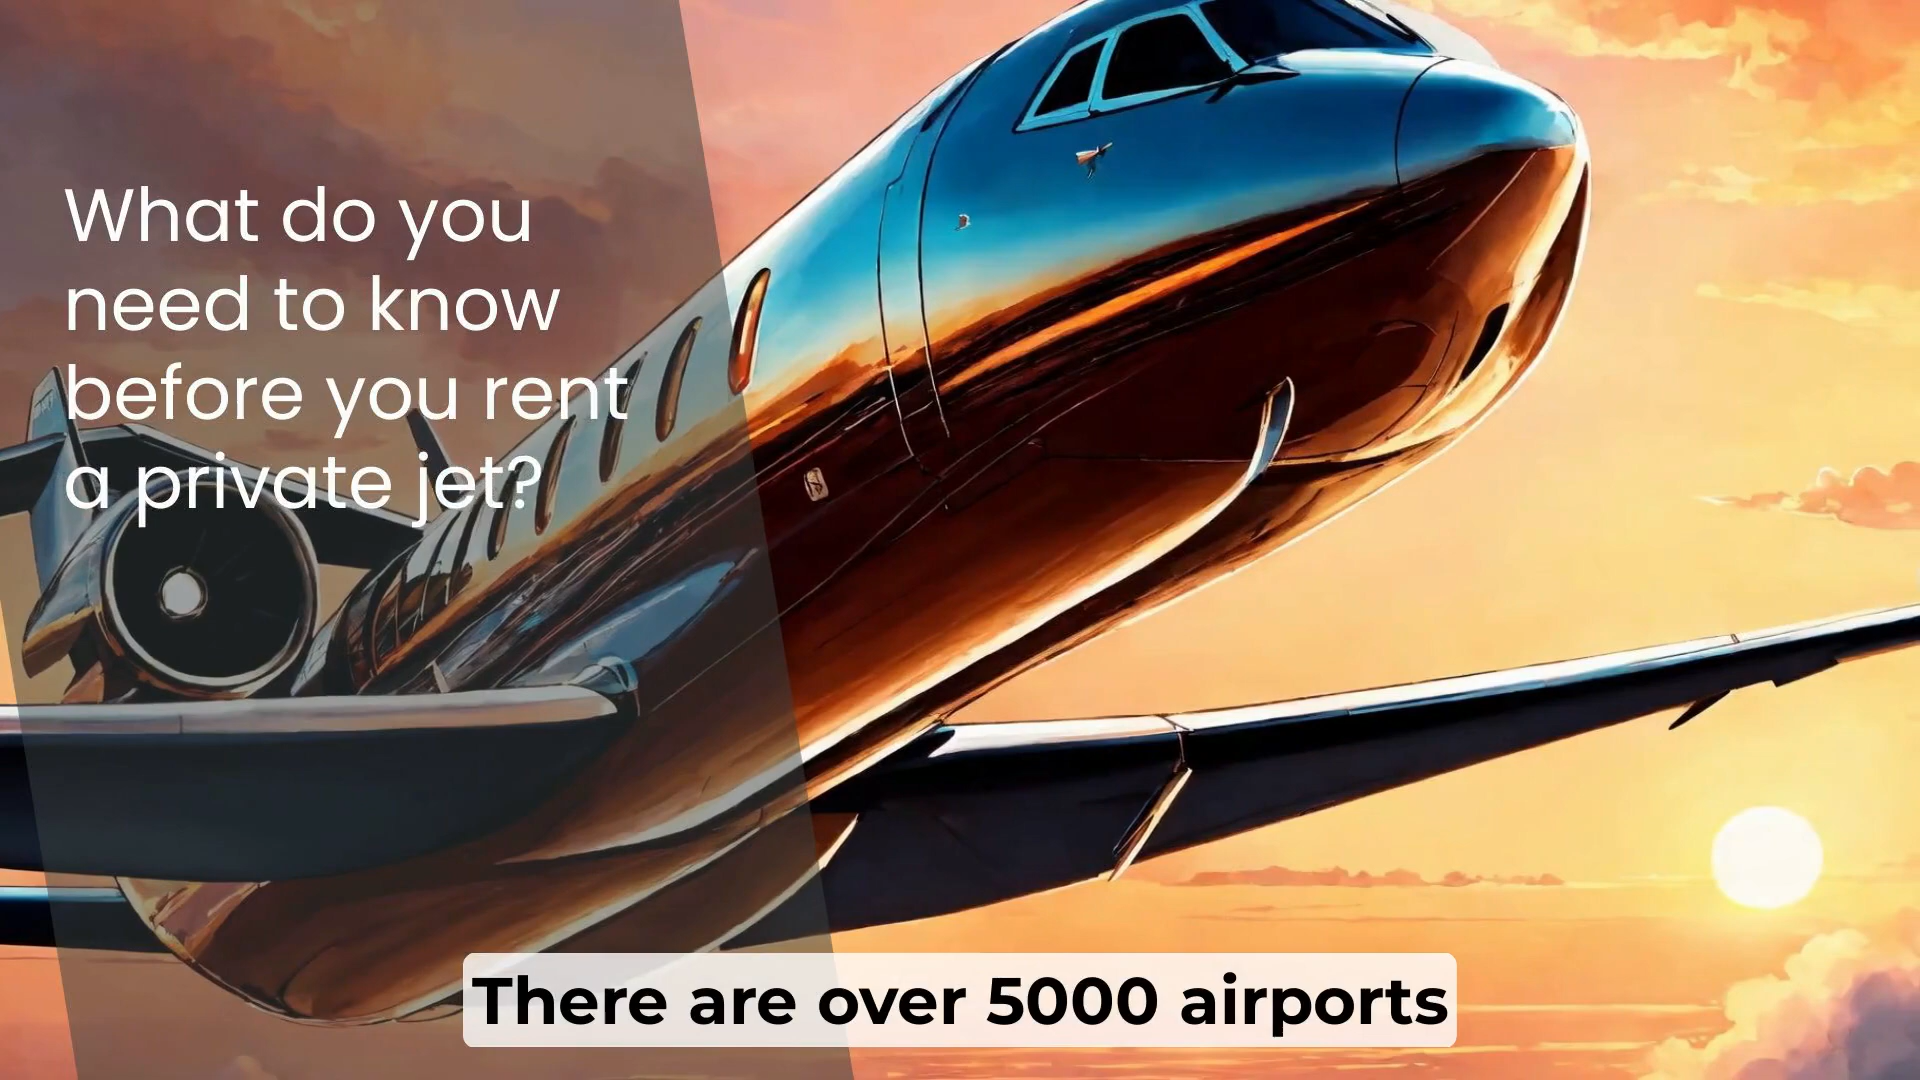 What do you
need to know
before you rent
a private jet?
There are over 5000 airports